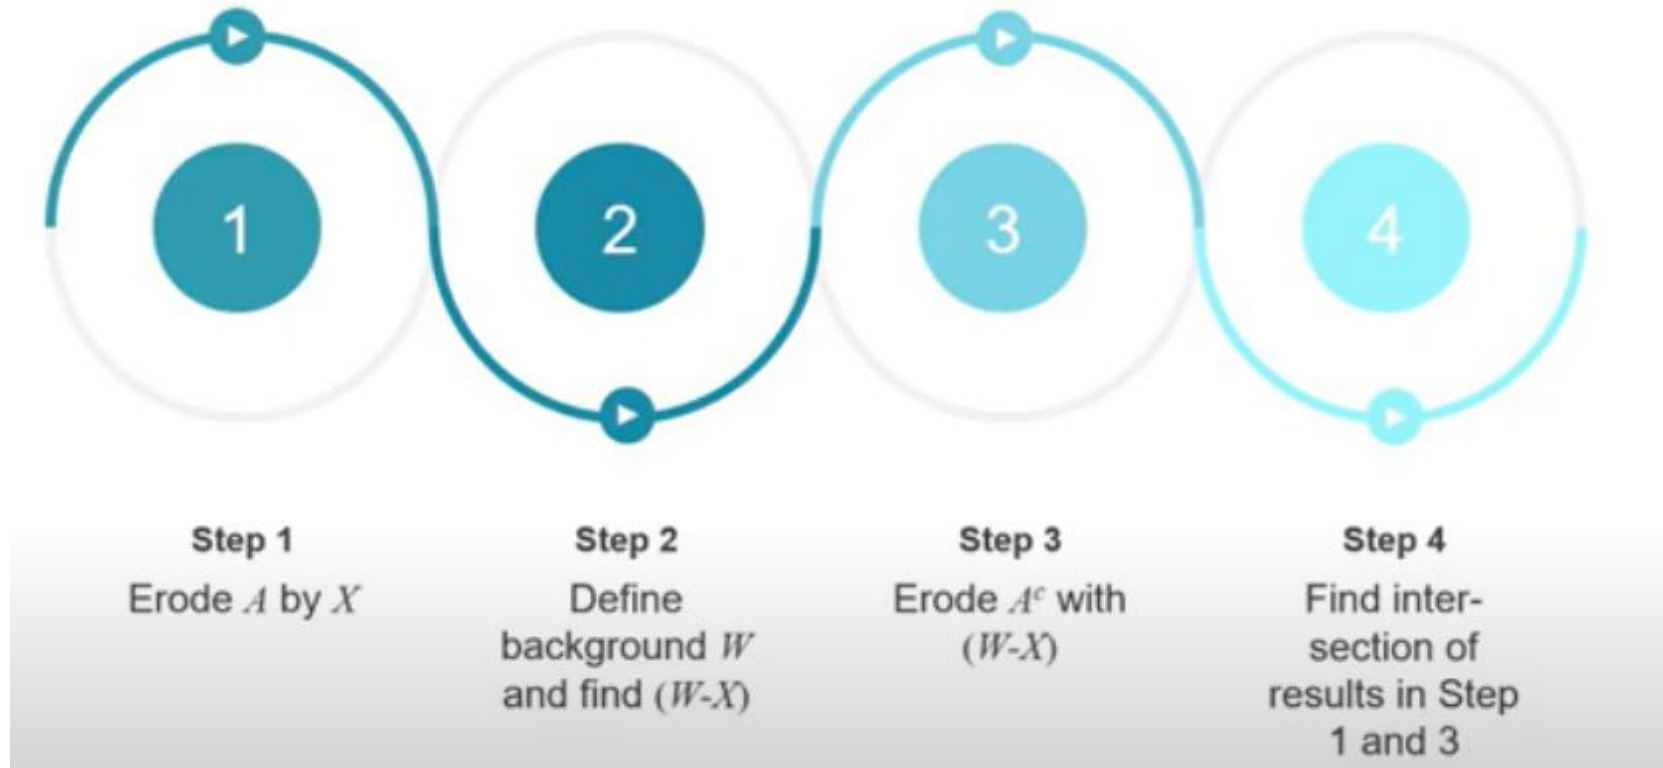 1
2
3
4
Step 1
Erode A by X
Step 2
Define
background W
and find (W-X)
Step 3
Erode Aᶜ with
(W-X)
Step 4
Find inter-
section of
results in Step
1 and 3